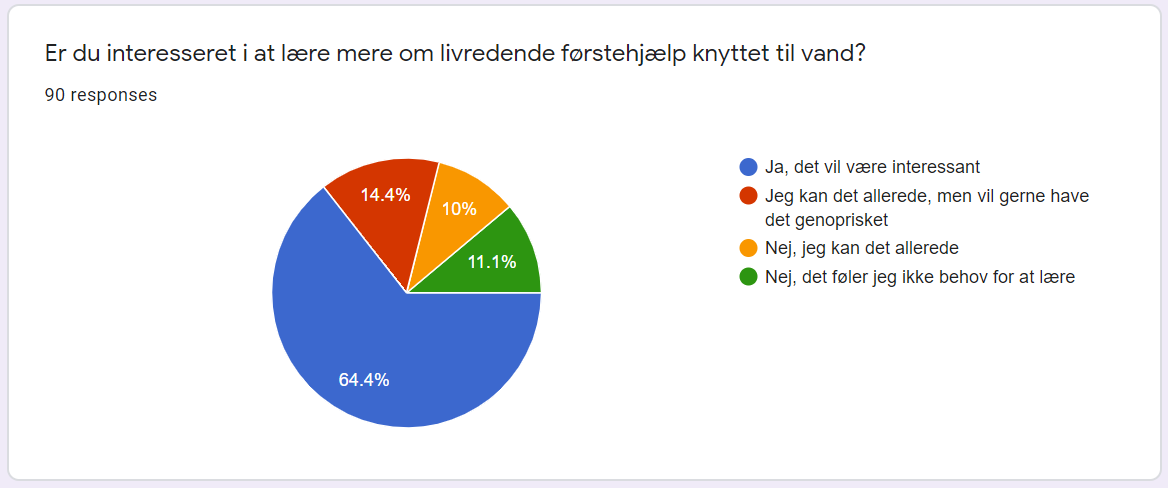 Er du interesseret i at lære mere om livredende førstehjælp knyttet til vand?
90 responses
14.4%
10%
11.1%
64.4%
Ja, det vil være interessant
Jeg kan det allerede, men vil gerne have
det genoprisket
Nej, jeg kan det allerede
Nej, det føler jeg ikke behov for at lære